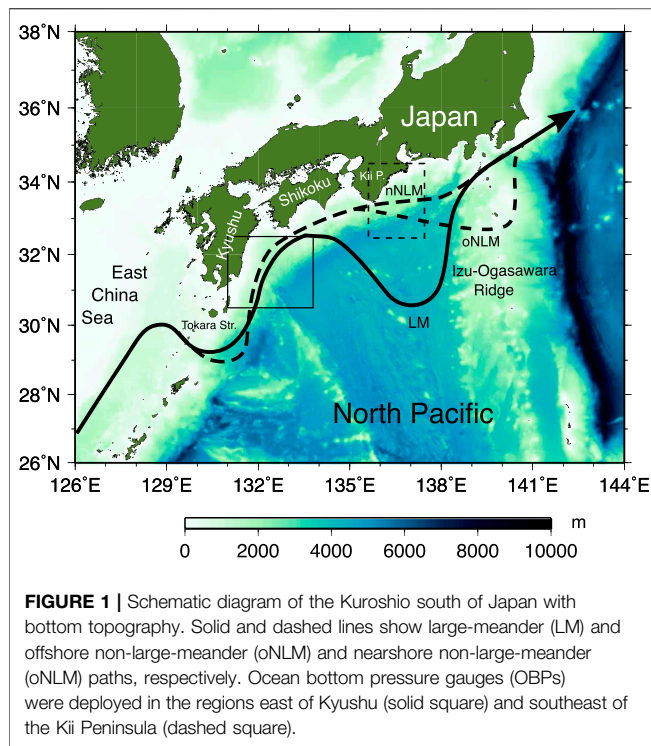 38°N
36°N
34°N
32°N
30°N
28°N
26°N
Japan
Kii P.
nNLM
Shikoku
Kyushu
oNLM
East
China
Sea
Izu-Ogasawara
Ridge
Tokara Str.
LM
North Pacific
126°E 129°E 132°E 135°E 138°E 141°E 144°E
m
0 2000 4000 6000 8000 10000
FIGURE 1 | Schematic diagram of the Kuroshio south of Japan with
bottom topography. Solid and dashed lines show large-meander (LM) and
offshore non-large-meander (oNLM) and nearshore non-large-meander
(oNLM) paths, respectively. Ocean bottom pressure gauges (OBPs)
were deployed in the regions east of Kyushu (solid square) and southeast of
the Kii Peninsula (dashed square).